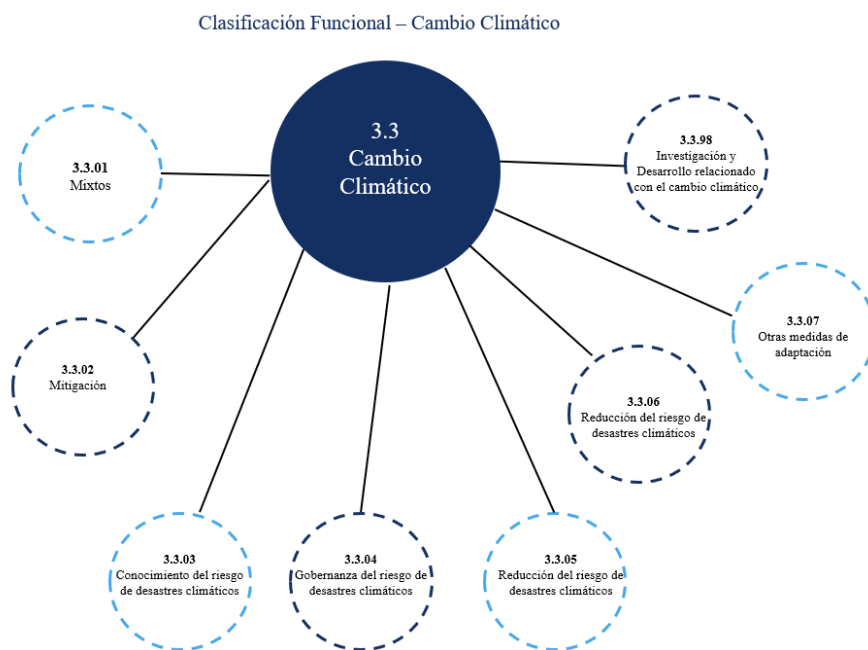 Clasificación Funcional – Cambio Climático
3.3
Cambio
Climático
3.3.01
Mixtos
3.3.02
Mitigación
3.3.03
Conocimiento del riesgo
de desastres climáticos
3.3.04
Gobernanza del riesgo de
desastres climáticos
3.3.05
Reducción del riesgo de
desastres climáticos
3.3.06
Reducción del riesgo de
desastres climáticos
3.3.07
Otras medidas de
adaptación
3.3.98
Investigación y
Desarrollo relacionado
con el cambio climático